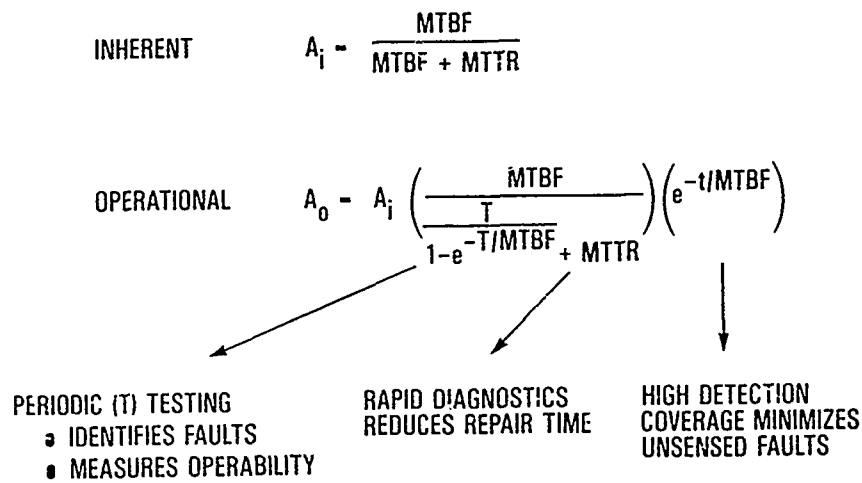 INHERENT A_i - MTBF / (MTBF + MTTR)
OPERATIONAL A_o - A_i ( MTBF / ( T / (1-e^{-T/MTBF}) + MTTR ) ) ( e^{-t/MTBF} )
PERIODIC (T) TESTING
• IDENTIFIES FAULTS
• MEASURES OPERABILITY
RAPID DIAGNOSTICS
REDUCES REPAIR TIME
HIGH DETECTION
COVERAGE MINIMIZES
UNSENSED FAULTS